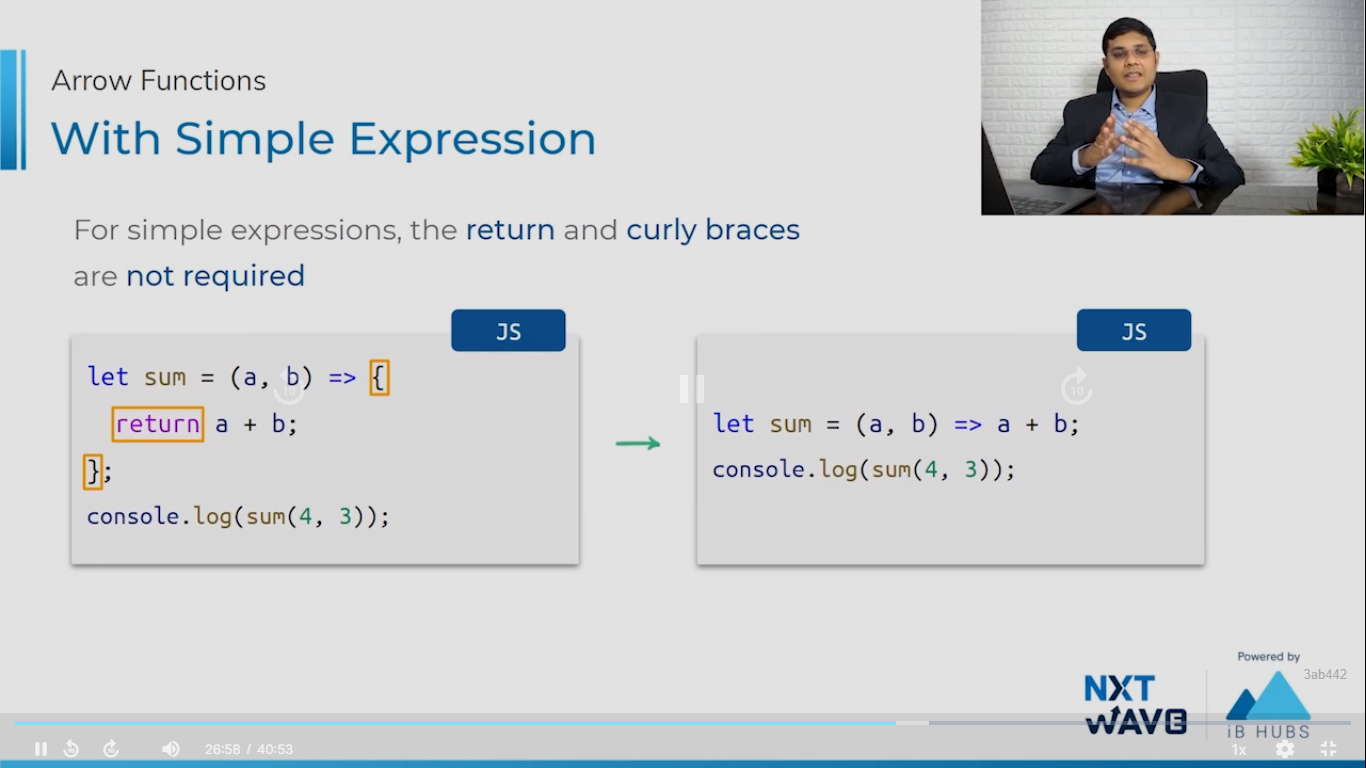 Arrow Functions
With Simple Expression
For simple expressions, the return and curly braces
are not required
JS
let sum = (a, b) => {
return a + b;
};
console.log(sum(4, 3));
JS
let sum = (a, b) => a + b;
console.log(sum(4, 3));
10
10
Powered by
3ab442
NXT
WAVE
iB HUBS
26:58 / 40:53
1x